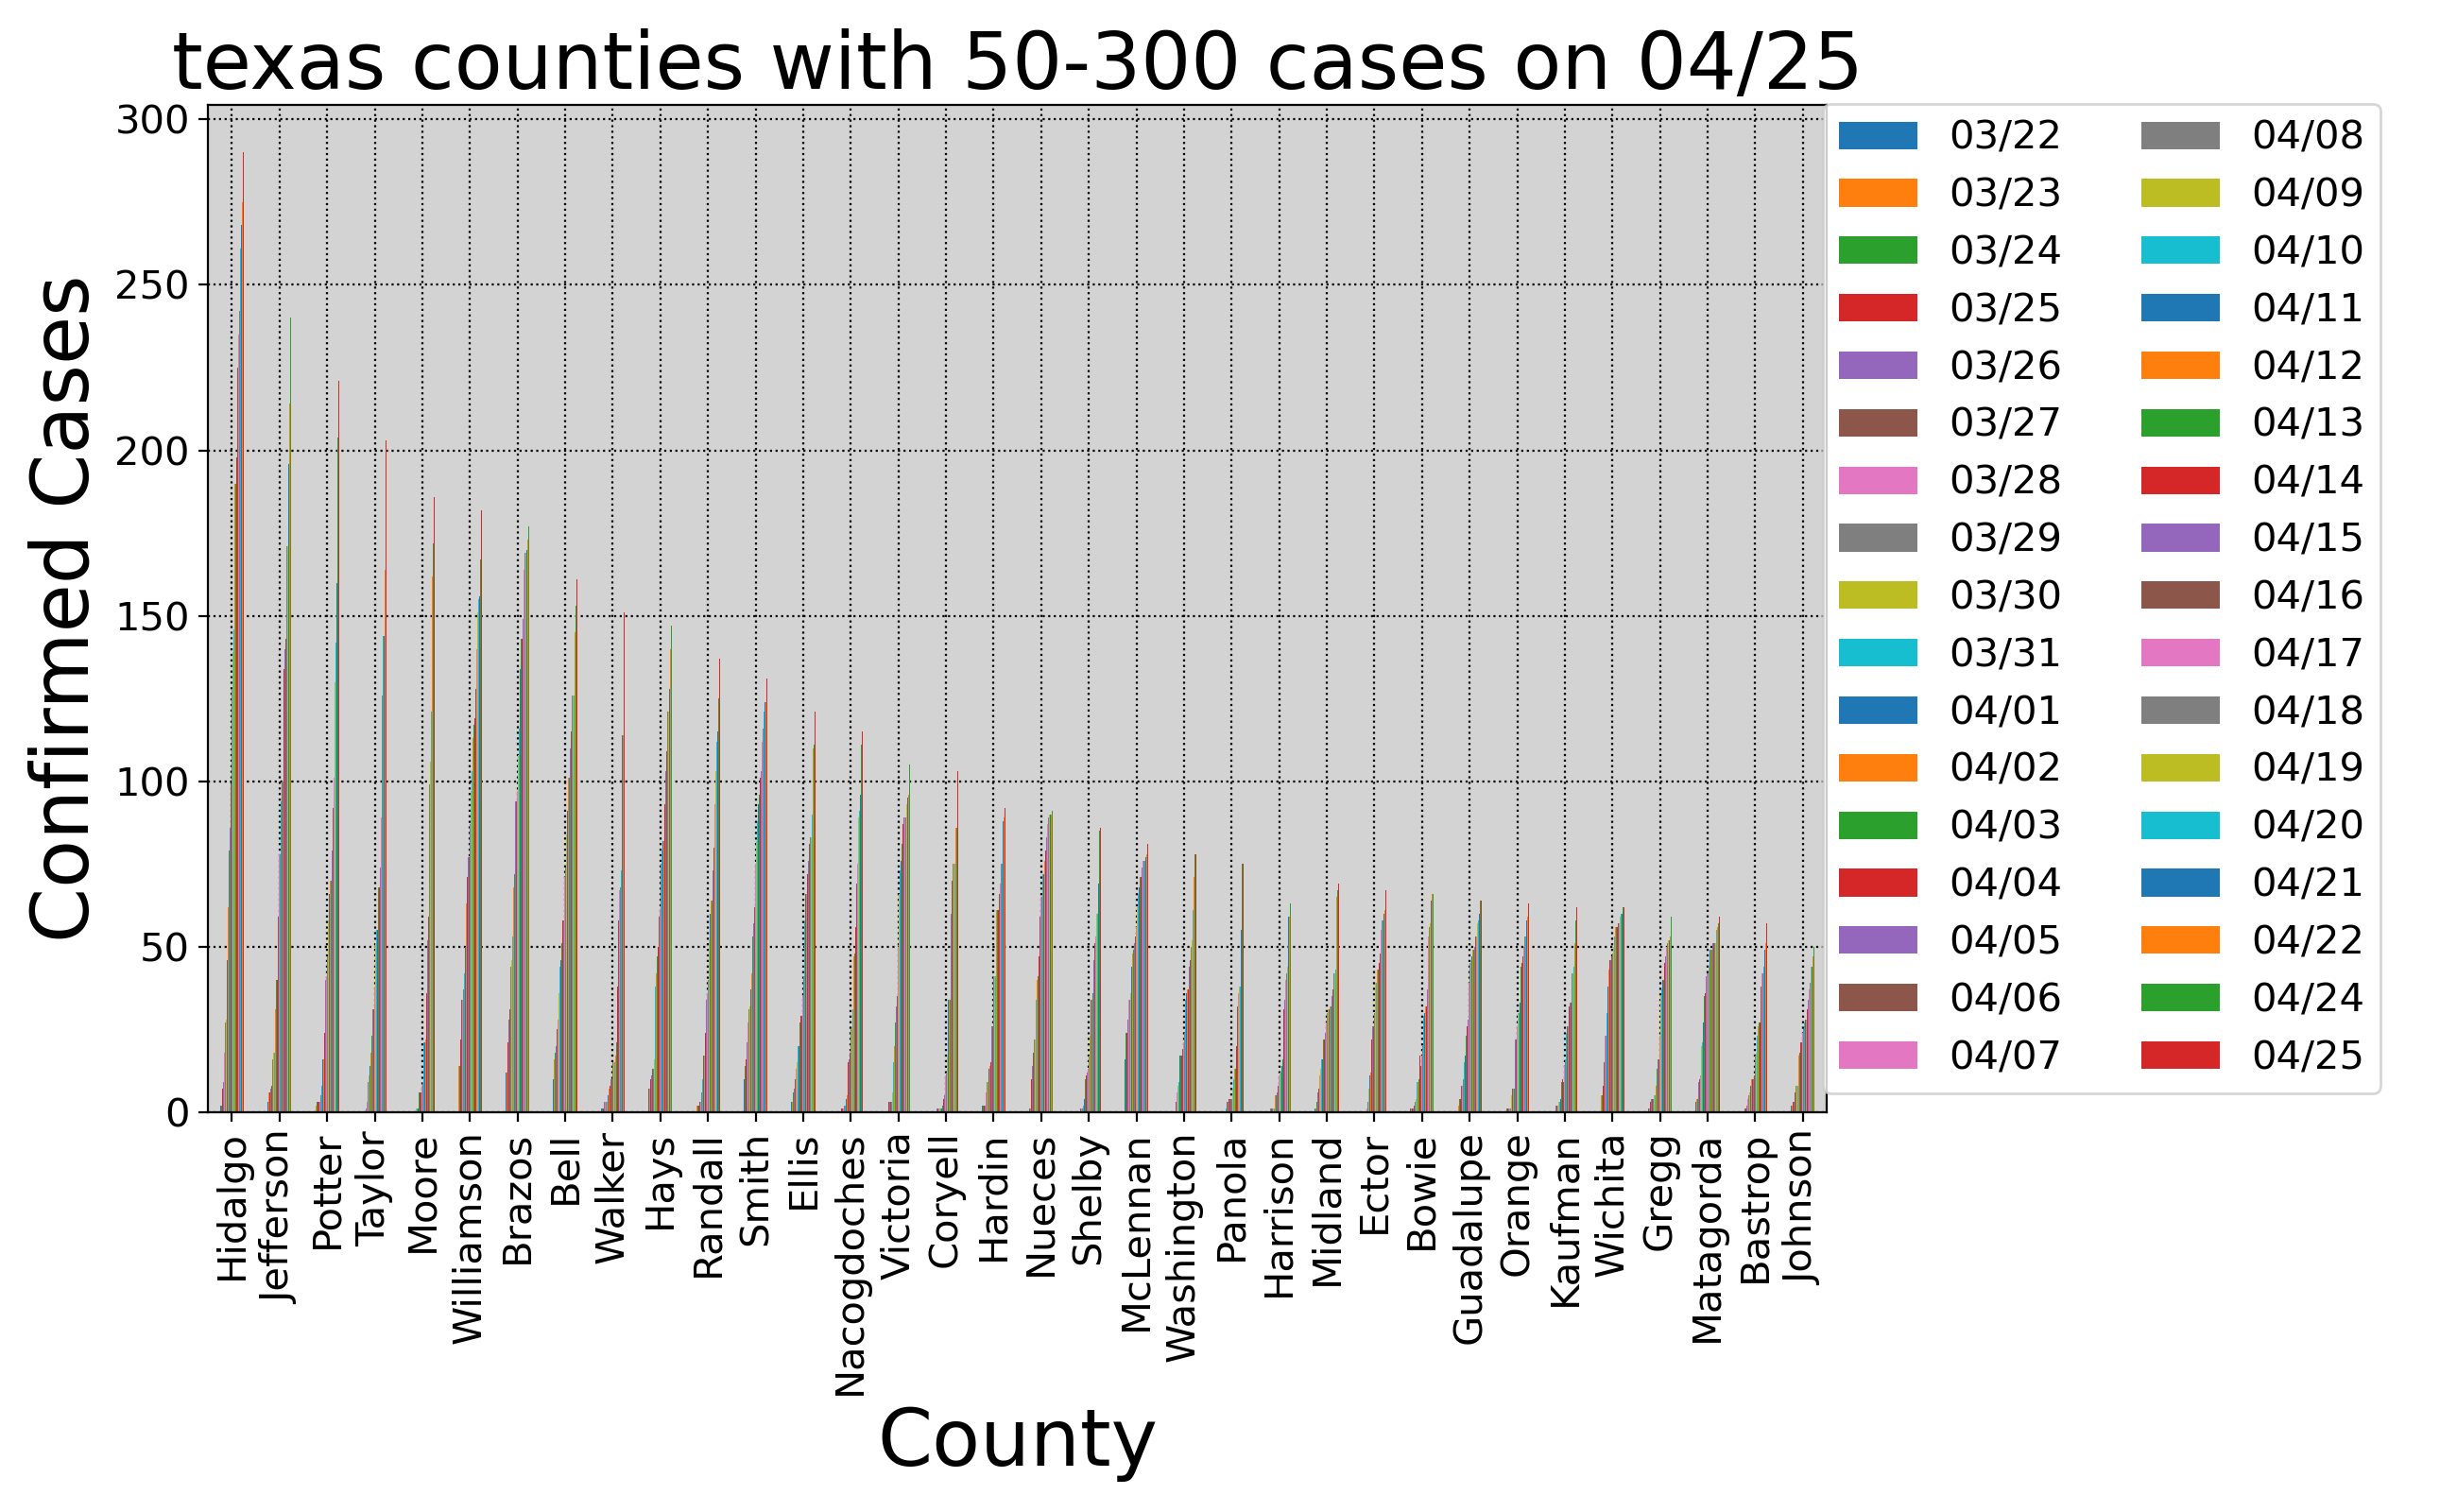 texas counties with 50-300 cases on 04/25
Confirmed Cases
300
250
200
150
100
50
0
Hidalgo
Jefferson
Potter
Taylor
Moore
Williamson
Brazos
Bell
Walker
Hays
Randall
Smith
Ellis
Nacogdoches
Victoria
Coryell
Hardin
Nueces
Shelby
McLennan
Washington
Panola
Harrison
Midland
Ector
Bowie
Guadalupe
Orange
Kaufman
Wichita
Gregg
Matagorda
Bastrop
Johnson
County
03/22
03/23
03/24
03/25
03/26
03/27
03/28
03/29
03/30
03/31
04/01
04/02
04/03
04/04
04/05
04/06
04/07
04/08
04/09
04/10
04/11
04/12
04/13
04/14
04/15
04/16
04/17
04/18
04/19
04/20
04/21
04/22
04/24
04/25